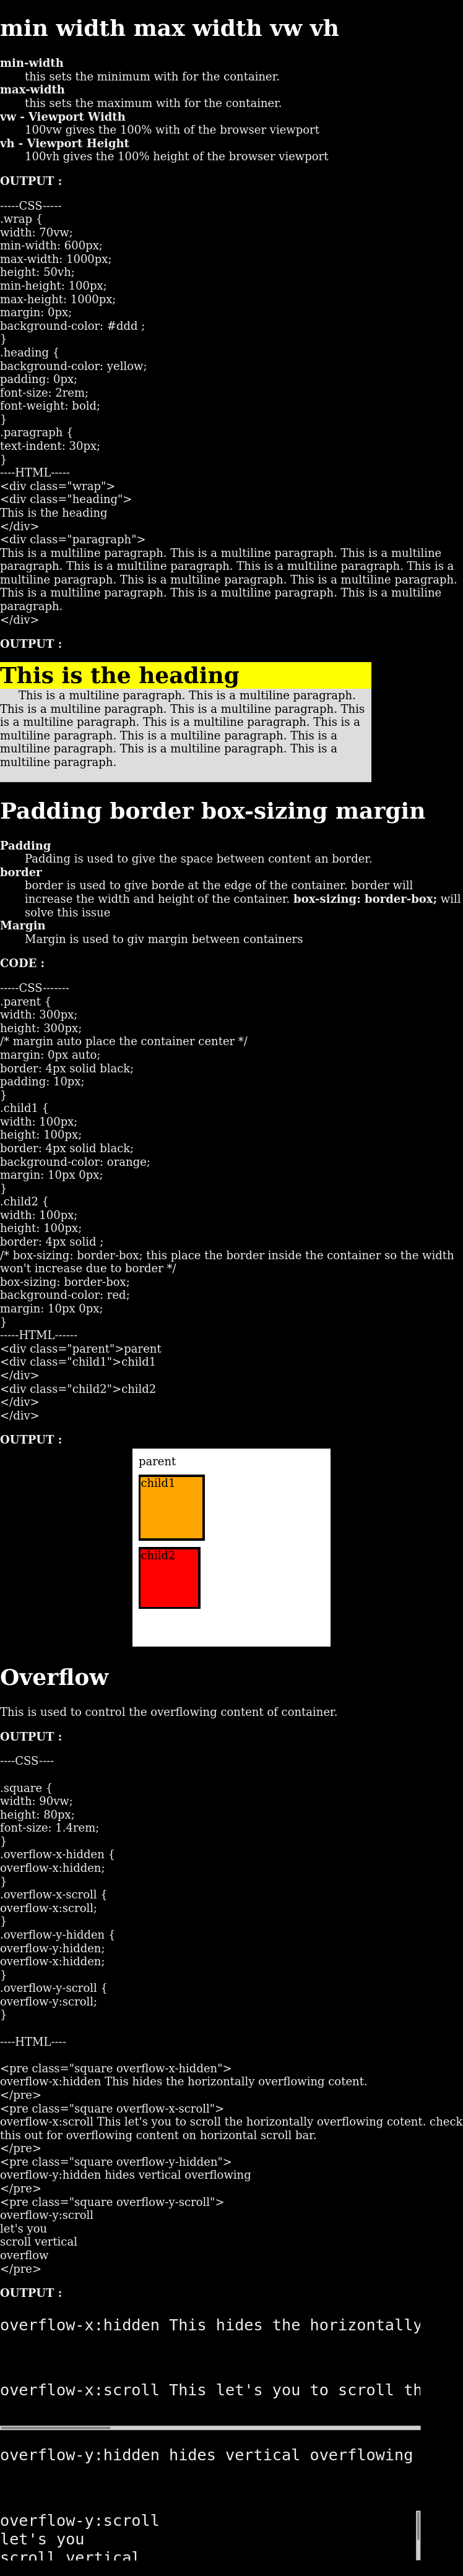 min width max width vw vh
min-width
this sets the minimum with for the container.
max-width
this sets the maximum with for the container.
vw - Viewport Width
100vw gives the 100% with of the browser viewport
vh - Viewport Height
100vh gives the 100% height of the browser viewport
OUTPUT :
-----CSS-----
.wrap {
width: 70vw;
min-width: 600px;
max-width: 1000px;
height: 50vh;
min-height: 100px;
max-height: 1000px;
margin: 0px;
background-color: #ddd ;
}
.heading {
background-color: yellow;
padding: 0px;
font-size: 2rem;
font-weight: bold;
}
.paragraph {
text-indent: 30px;
}
----HTML-----
<div class="wrap">
<div class="heading">
This is the heading
</div>
<div class="paragraph">
This is a multiline paragraph. This is a multiline paragraph. This is a multiline
paragraph. This is a multiline paragraph. This is a multiline paragraph. This is a
multiline paragraph. This is a multiline paragraph. This is a multiline paragraph.
This is a multiline paragraph. This is a multiline paragraph. This is a multiline
paragraph.
</div>
OUTPUT :
This is the heading
This is a multiline paragraph. This is a multiline paragraph.
This is a multiline paragraph. This is a multiline paragraph. This
is a multiline paragraph. This is a multiline paragraph. This is a
multiline paragraph. This is a multiline paragraph. This is a
multiline paragraph. This is a multiline paragraph. This is a
multiline paragraph.
Padding border box-sizing margin
Padding
Padding is used to give the space between content an border.
border
border is used to give borde at the edge of the container. border will
increase the width and height of the container. box-sizing: border-box; will
solve this issue
Margin
Margin is used to giv margin between containers
CODE :
-----CSS-------
.parent {
width: 300px;
height: 300px;
/* margin auto place the container center */
margin: 0px auto;
border: 4px solid black;
padding: 10px;
}
.child1 {
width: 100px;
height: 100px;
border: 4px solid black;
background-color: orange;
margin: 10px 0px;
}
.child2 {
width: 100px;
height: 100px;
border: 4px solid ;
/* box-sizing: border-box; this place the border inside the container so the width
won't increase due to border */
box-sizing: border-box;
background-color: red;
margin: 10px 0px;
}
-----HTML------
<div class="parent">parent
<div class="child1">child1
</div>
<div class="child2">child2
</div>
</div>
OUTPUT :
parent
child1
child2
Overflow
This is used to control the overflowing content of container.
OUTPUT :
----CSS----
.square {
width: 90vw;
height: 80px;
font-size: 1.4rem;
}
.overflow-x-hidden {
overflow-x:hidden;
}
.overflow-x-scroll {
overflow-x:scroll;
}
.overflow-y-hidden {
overflow-y:hidden;
overflow-x:hidden;
}
.overflow-y-scroll {
overflow-y:scroll;
}
----HTML----
<pre class="square overflow-x-hidden">
overflow-x:hidden This hides the horizontally overflowing cotent.
</pre>
<pre class="square overflow-x-scroll">
overflow-x:scroll This let's you to scroll the horizontally overflowing cotent. check
this out for overflowing content on horizontal scroll bar.
</pre>
<pre class="square overflow-y-hidden">
overflow-y:hidden hides vertical overflowing
</pre>
<pre class="square overflow-y-scroll">
overflow-y:scroll
let's you
scroll vertical
overflow
</pre>
OUTPUT :
overflow-x:hidden This hides the horizontally
overflow-x:scroll This let's you to scroll th
overflow-y:hidden hides vertical overflowing
overflow-y:scroll
let's you
scroll vertical